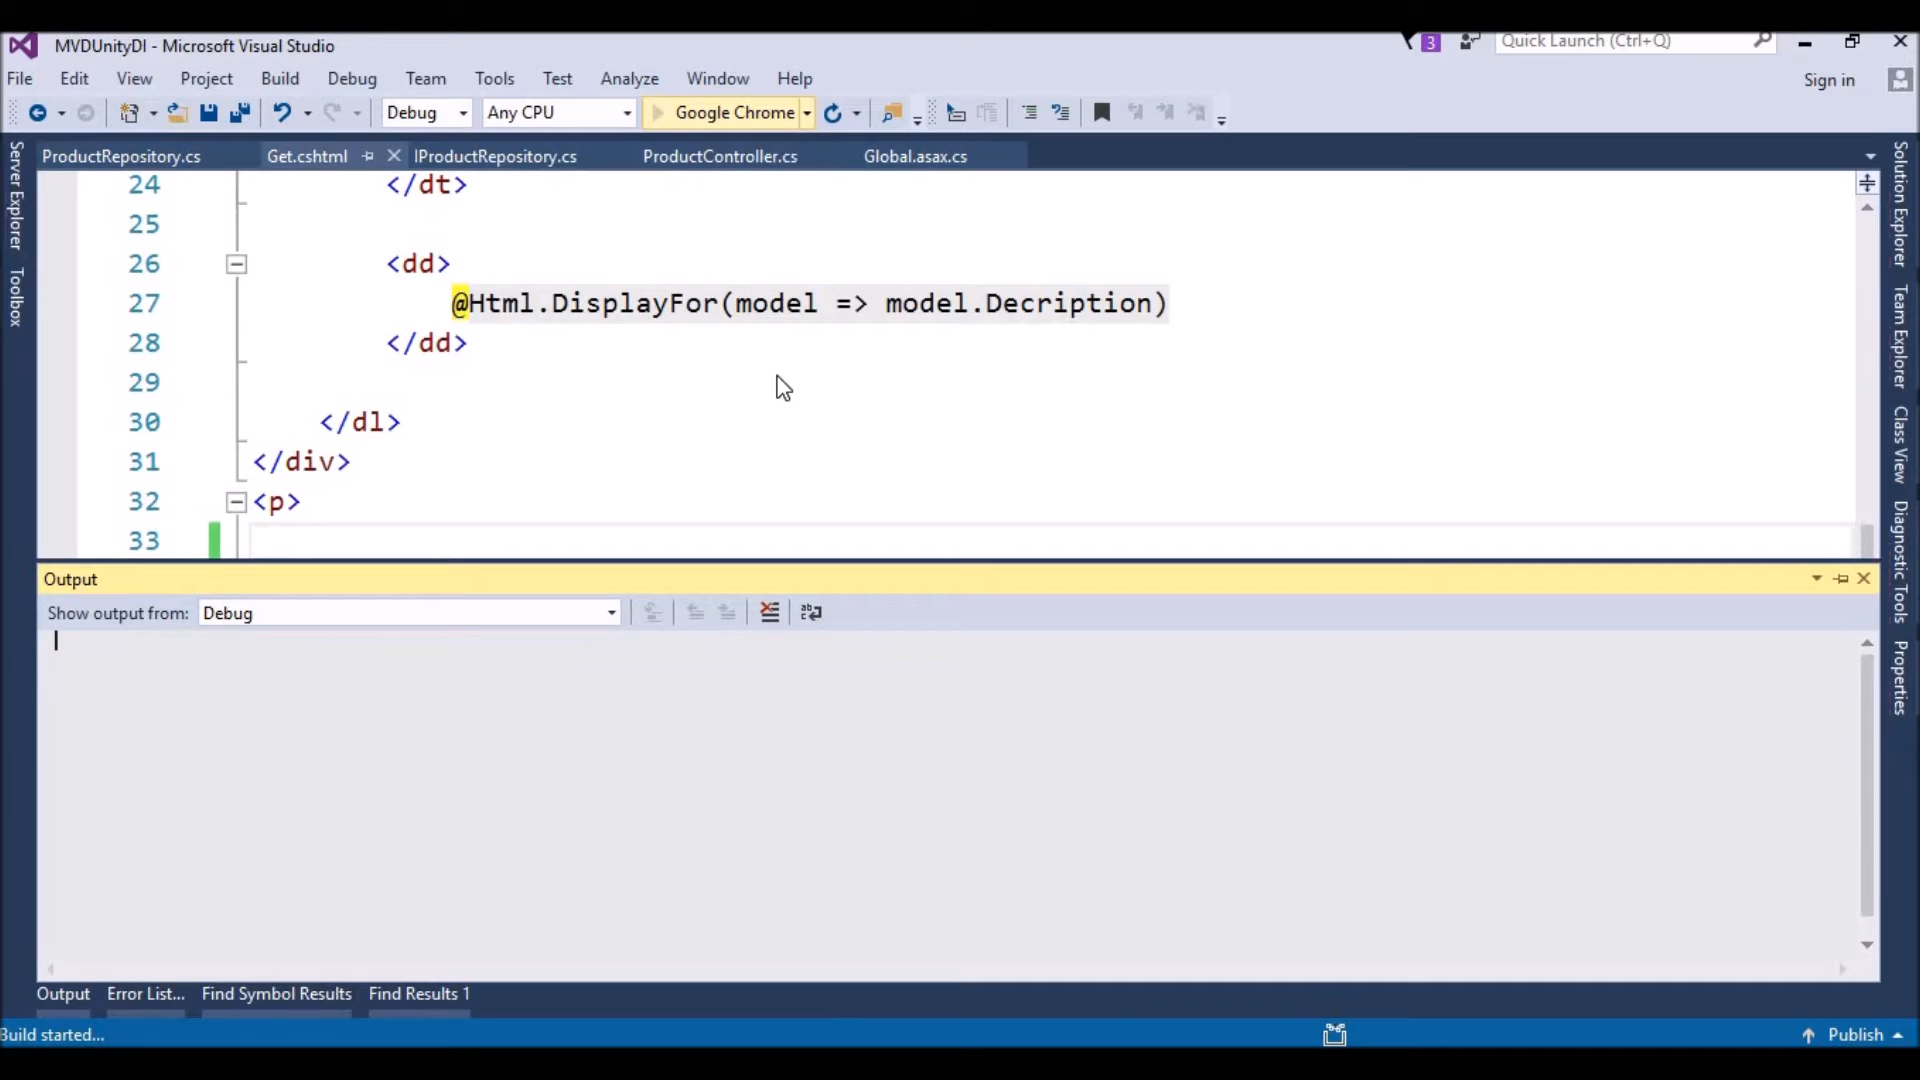 MVDUnityDI - Microsoft Visual Studio
3
Quick Launch (Ctrl+Q)
File Edit View Project Build Debug Team Tools Test Analyze Window Help
Sign in
Debug Any CPU Google Chrome
ProductRepository.cs Get.cshtml IProductRepository.cs ProductController.cs Global.asax.cs
Server Explorer
Toolbox
24 </dt>
25
26 <dd>
27 @Html.DisplayFor(model => model.Decription)
28 </dd>
29
30 </dl>
31 </div>
32 <p>
33
Solution Explorer
Team Explorer
Class View
Diagnostic Tools
Properties
Output
Show output from: Debug
Output Error List... Find Symbol Results Find Results 1
Build started...
Publish